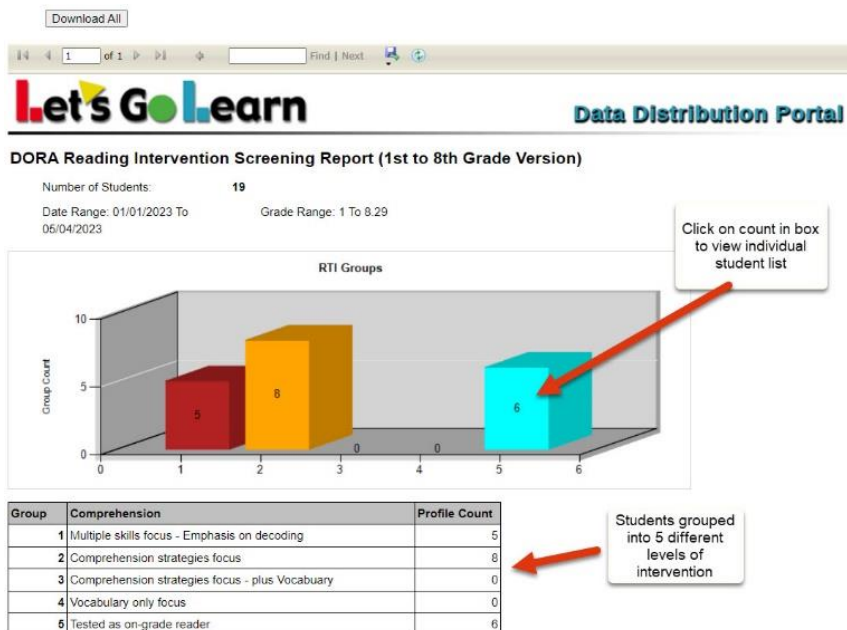 Download All
1 of 1 Find | Next
Let's Go Learn
Data Distribution Portal
DORA Reading Intervention Screening Report (1st to 8th Grade Version)
Number of Students: 19
Date Range: 01/01/2023 To
05/04/2023
Grade Range: 1 To 8.29
Click on count in box
to view individual
student list
RTI Groups
Group Count
10
5
0
5
8
0
0
6
0 1 2 3 4 5 6
Group Comprehension Profile Count
1 Multiple skills focus - Emphasis on decoding 5
2 Comprehension strategies focus 8
3 Comprehension strategies focus - plus Vocabuary 0
4 Vocabulary only focus 0
5 Tested as on-grade reader 6
Students grouped
into 5 different
levels of
intervention